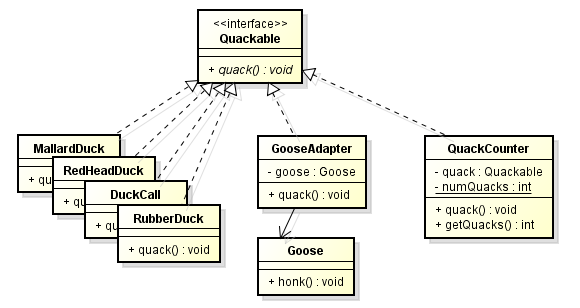 <<interface>>
Quackable
+ quack() : void
MallardDuck
+ qu
RedHeadDuck
+ qu
DuckCall
+ qu
RubberDuck
+ quack() : void
GooseAdapter
- goose : Goose
+ quack() : void
Goose
+ honk() : void
QuackCounter
- quack : Quackable
- numQuacks : int
+ quack() : void
+ getQuacks() : int